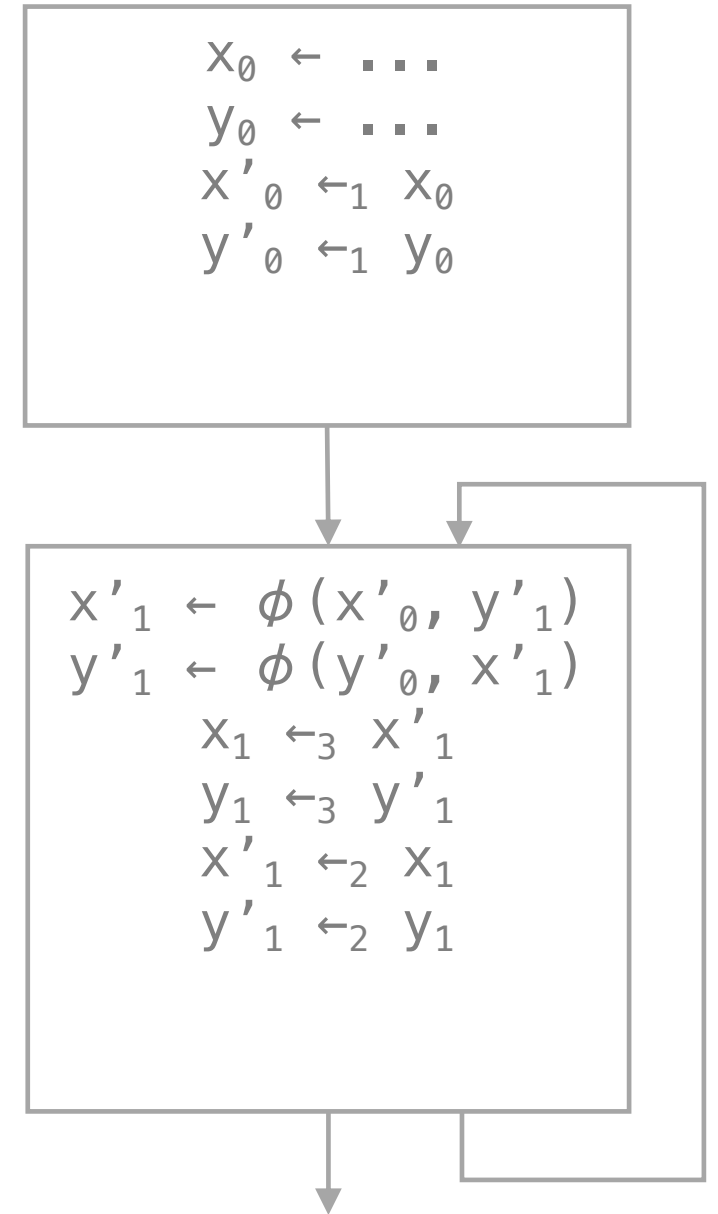 x₀ ← ...
y₀ ← ...
x’₀ ←₁ x₀
y’₀ ←₁ y₀
x’₁ ← ϕ(x’₀, y’₁)
y’₁ ← ϕ(y’₀, x’₁)
x₁ ←₃ x’₁
y₁ ←₃ y’₁
x’₁ ←₂ x₁
y’₁ ←₂ y₁